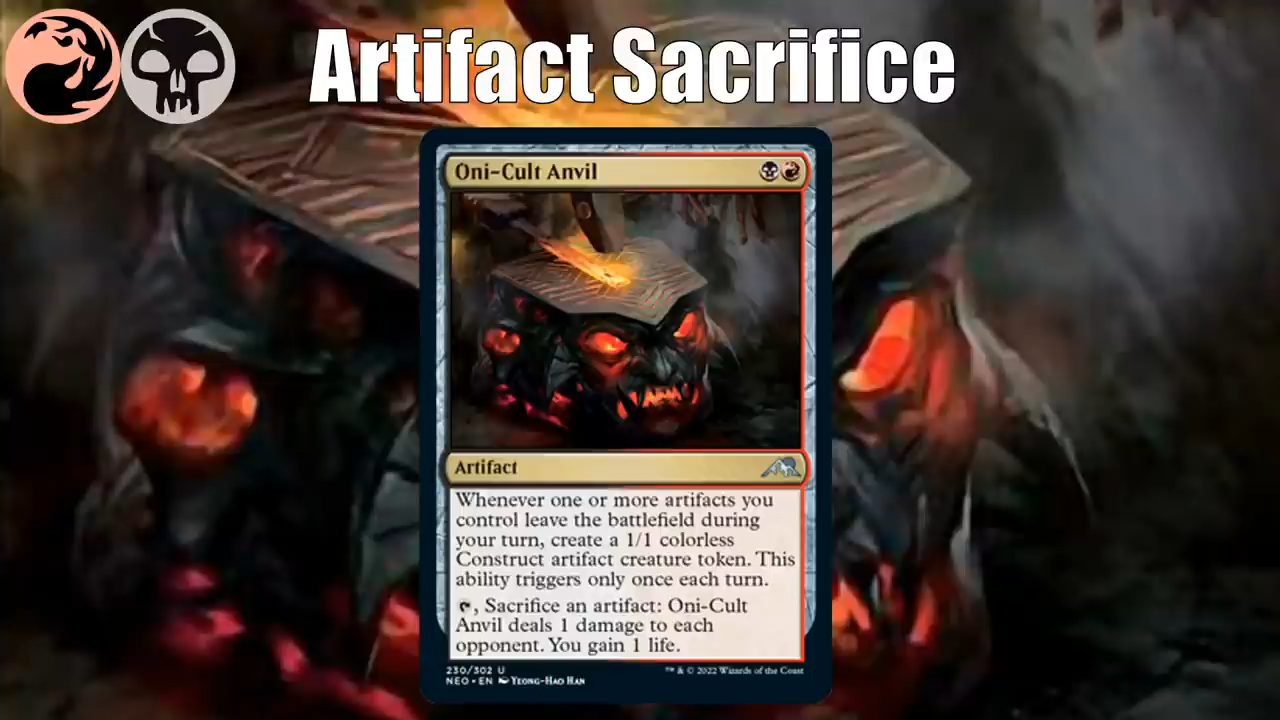 Artifact Sacrifice
Oni-Cult Anvil
Artifact
Whenever one or more artifacts you
control leave the battlefield during
your turn, create a 1/1 colorless
Construct artifact creature token. This
ability triggers only once each turn.
, Sacrifice an artifact: Oni-Cult
Anvil deals 1 damage to each
opponent. You gain 1 life.
230/302 U
™ & © 2022 Wizards of the Coast
NEO • EN Yeong-Hao Han